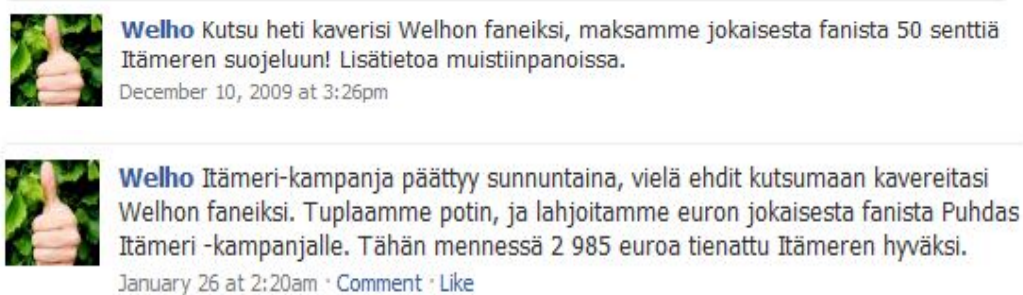 Welho Kutsu heti kaverisi Welhon faneiksi, maksamme jokaisesta fanista 50 senttiä
Itämeren suojeluun! Lisätietoa muistiinpanoissa.
December 10, 2009 at 3:26pm
Welho Itämeri-kampanja päättyy sunnuntaina, vielä ehdit kutsumaan kavereitasi
Welhon faneiksi. Tuplaamme potin, ja lahjoitamme euron jokaisesta fanista Puhdas
Itämeri -kampanjalle. Tähän mennessä 2 985 euroa tienattu Itämeren hyväksi.
January 26 at 2:20am · Comment · Like